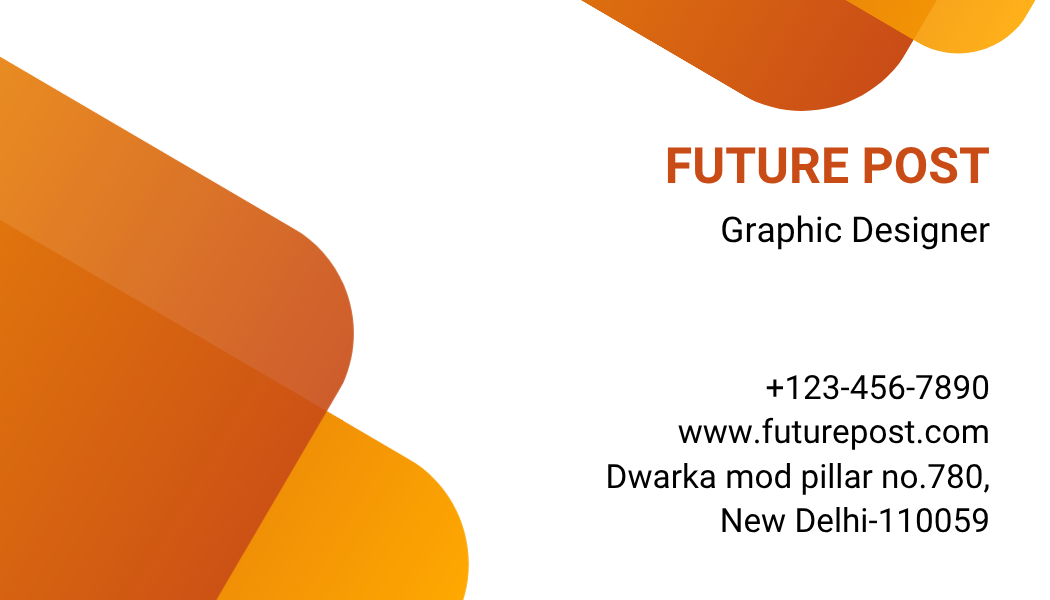 FUTURE POST
Graphic Designer
+123-456-7890
www.futurepost.com
Dwarka mod pillar no.780,
New Delhi-110059